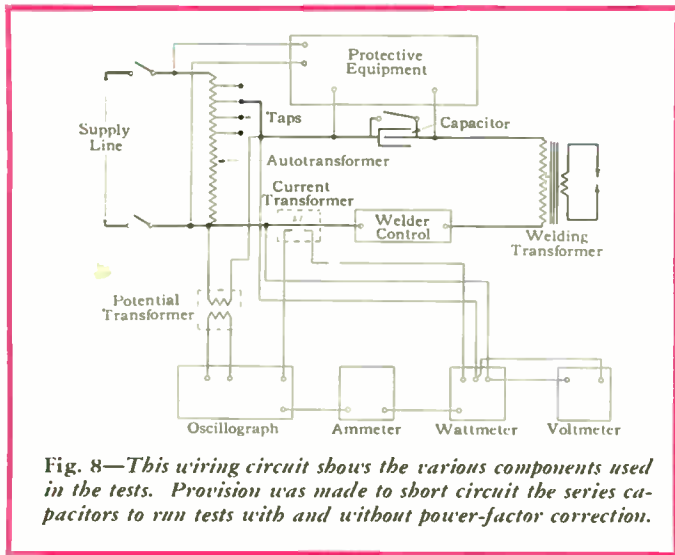 Protective
Equipment
Taps
Capacitor
Supply
Line
Autotransformer
Current
Transformer
Welder
Control
Welding
Transformer
Potential
Transformer
Oscillograph
Ammeter
Wattmeter
Voltmeter
Fig. 8—This wiring circuit shows the various components used
in the tests. Provision was made to short circuit the series ca-
pacitors to run tests with and without power-factor correction.